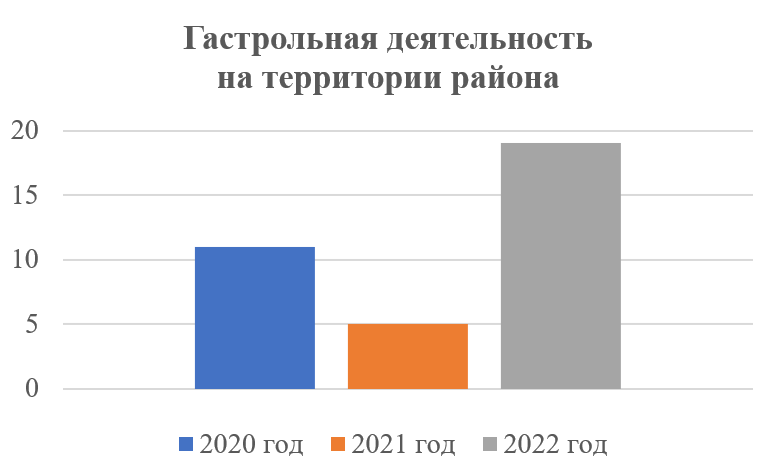 Гастрольная деятельность
на территории района
20
15
10
5
0
2020 год 2021 год 2022 год